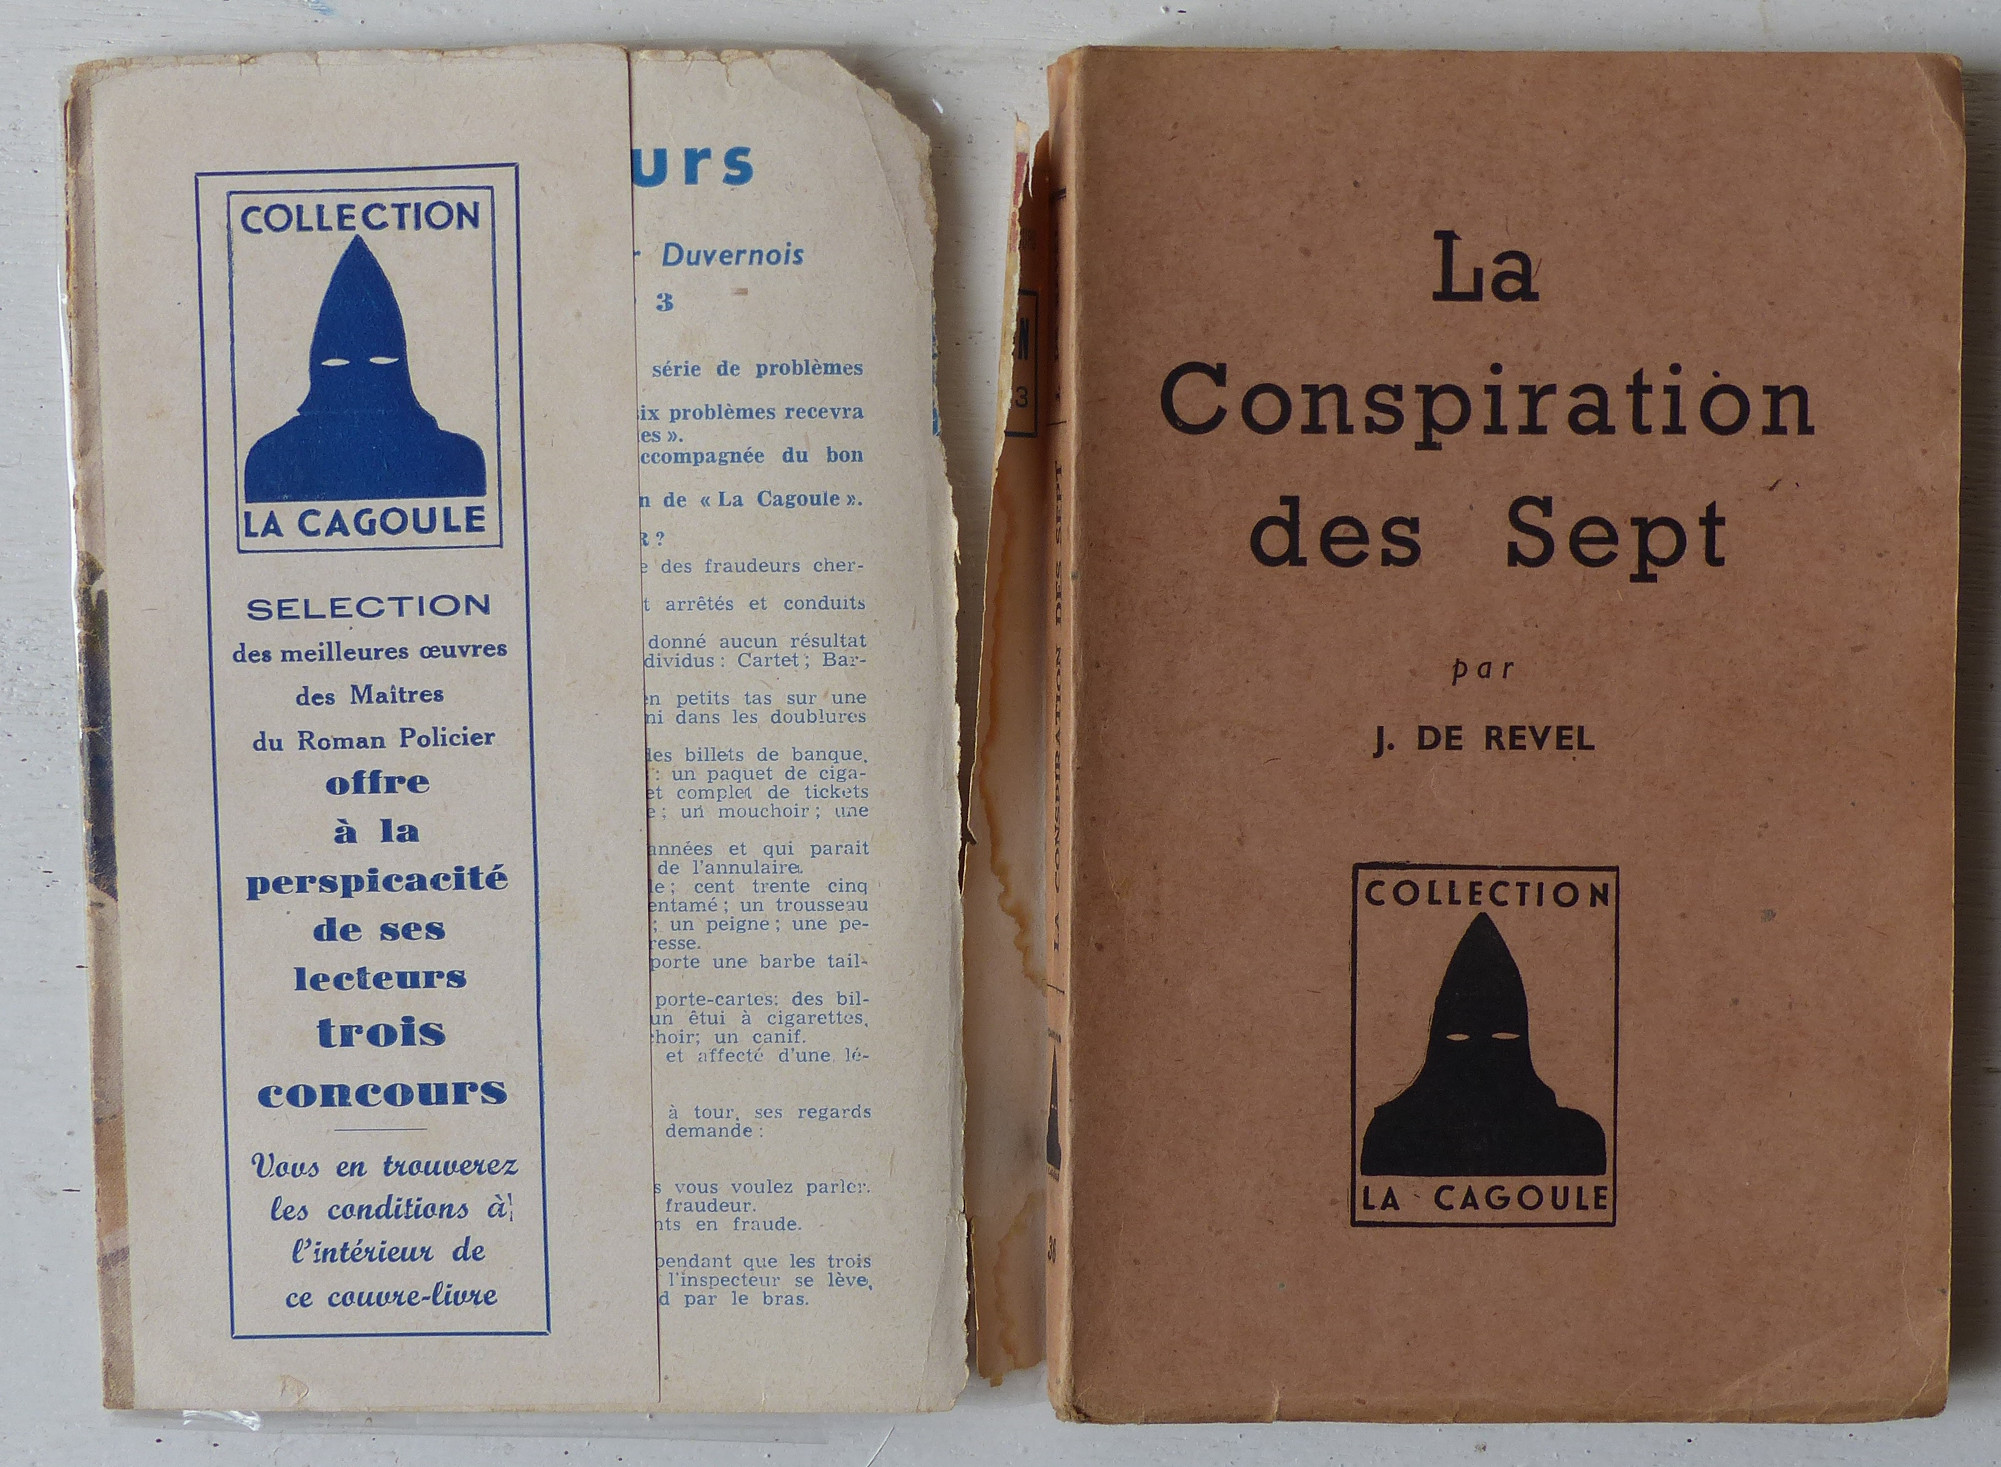 COLLECTION
LA CAGOULE
SELECTION
des meilleures œuvres
des Maîtres
du Roman Policier
offre
à la
perspicacité
de ses
lecteurs
trois
concours
Vous en trouverez
les conditions à
l'intérieur de
ce couvre-livre
urs
r Duvernois
3
série de problèmes
ix problèmes recevra
es ».
ccompagnée du bon
n de « La Cagoule ».
R ?
e des fraudeurs cher-
t arrêtés et conduits
donné aucun résultat
dividus : Cartet ; Bar-
en petits tas sur une
ni dans les doublures
des billets de banque,
: un paquet de ciga-
et complet de tickets
e ; un mouchoir ; une
années et qui parait
de l'annulaire.
le ; cent trente cinq
entamé ; un trousseau
; un peigne ; une pe-
resse.
porte une barbe tail-
porte-cartes: des bil-
un étui à cigarettes,
choir; un canif.
et affecté d'une lé-
à tour, ses regards
demande :
s vous voulez parler.
fraudeur.
nts en fraude.
pendant que les trois
l'inspecteur se lève,
d par le bras.
N
3
LA CONSPIRATION DES SEPT
36
La
Conspiration
des Sept
par
J. DE REVEL
COLLECTION
LA CAGOULE